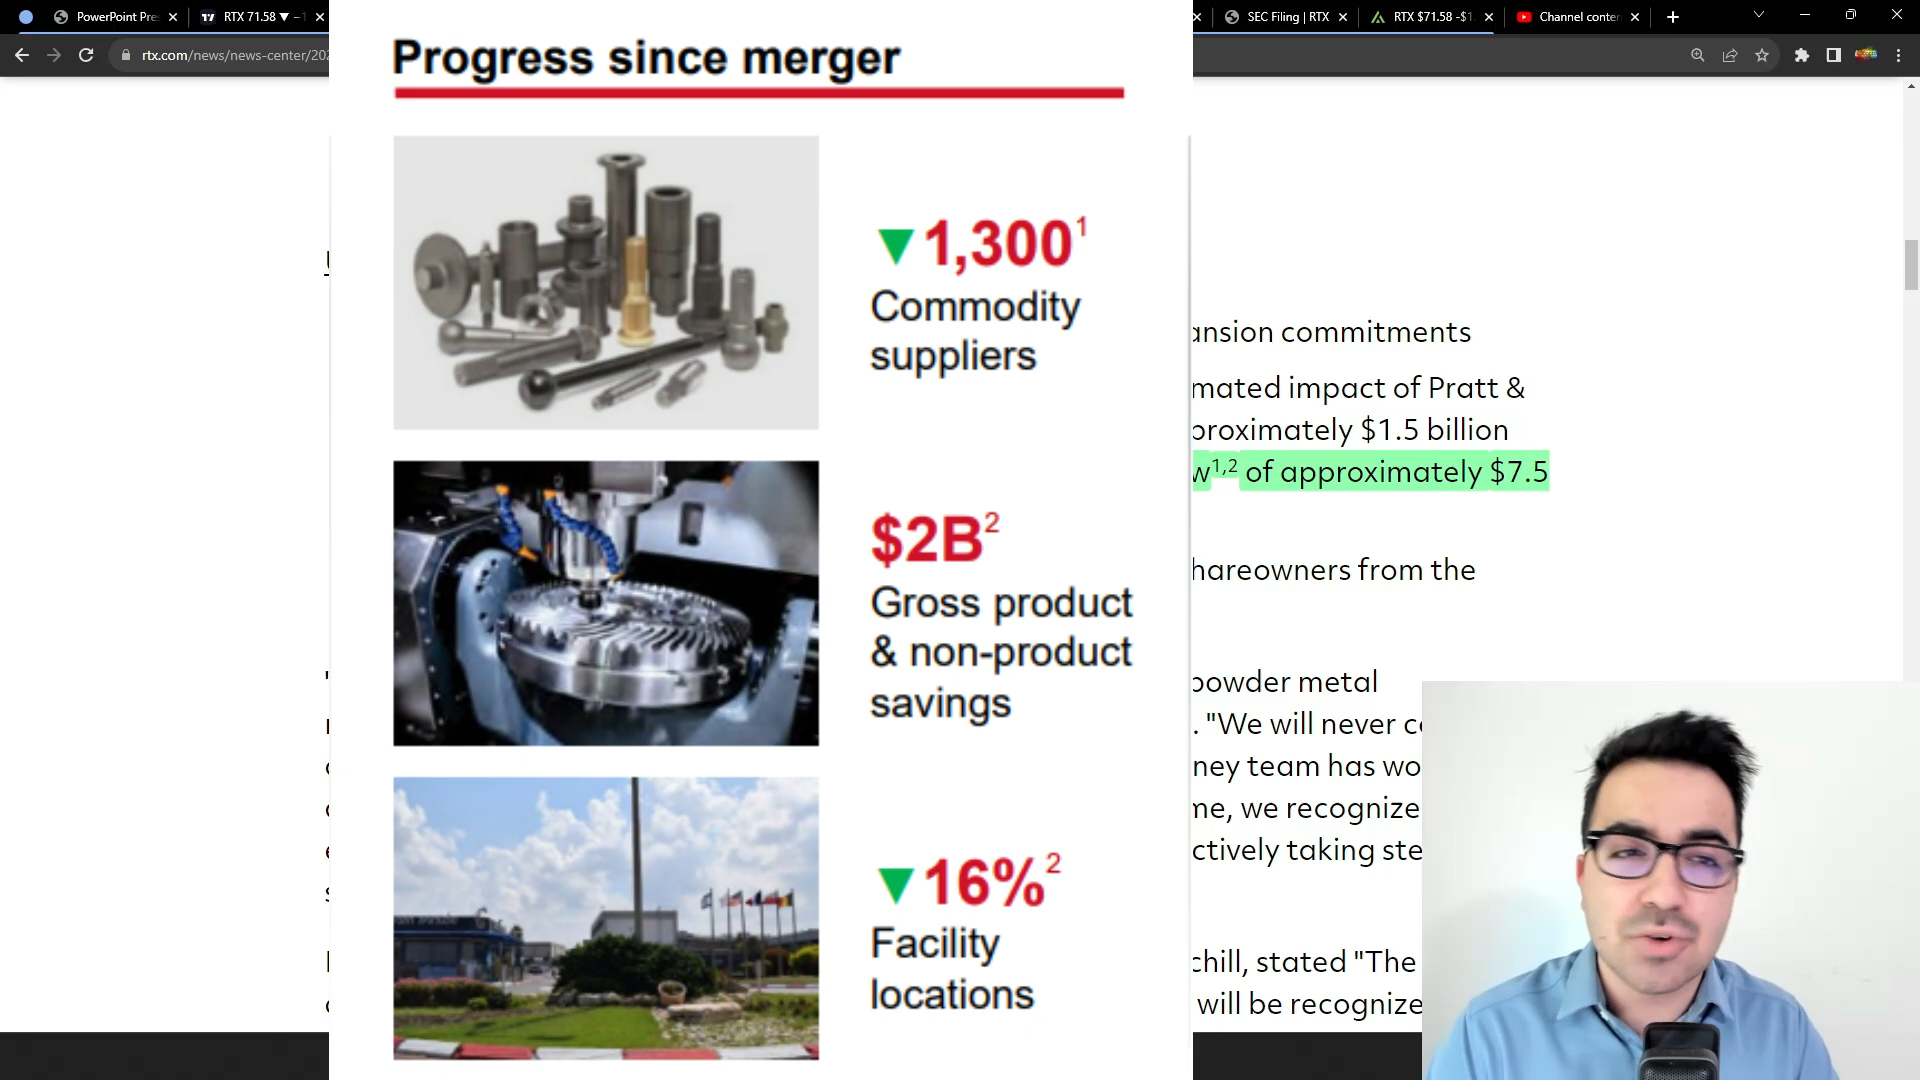 PowerPoint Pre
RTX 71.58 ▼ −1
SEC Filing | RTX
RTX $71.58 -$1.
Channel conten
rtx.com/news/news-center/202
Progress since merger
▼1,300¹
Commodity
suppliers
$2B²
Gross product
& non-product
savings
▼16%²
Facility
locations
ansion commitments
mated impact of Pratt &
proximately $1.5 billion
w¹,² of approximately $7.5
hareowners from the
powder metal
. "We will never c
ney team has wo
me, we recognize
ctively taking ste
chill, stated "The
will be recognize